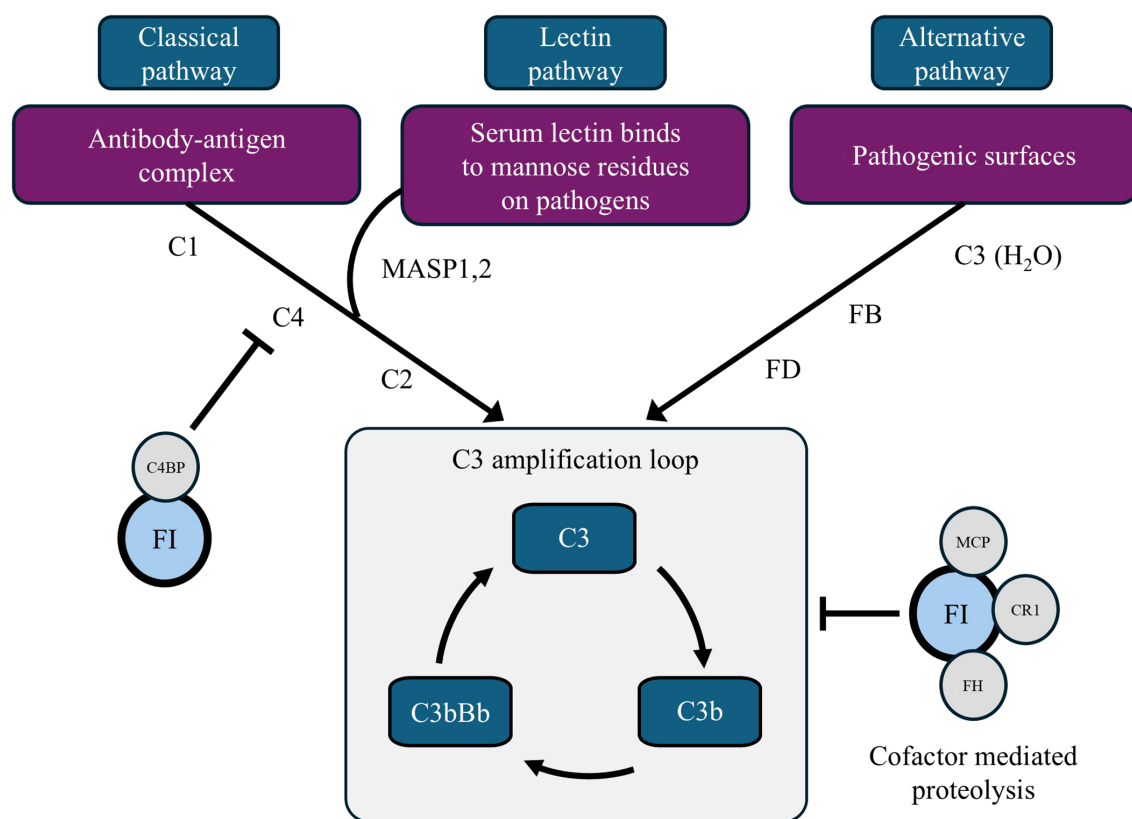 Classical
pathway
Lectin
pathway
Alternative
pathway
Antibody-antigen
complex
Serum lectin binds
to mannose residues
on pathogens
Pathogenic surfaces
C1
MASP1,2
C3 (H₂O)
C4
FB
C2
FD
C4BP
FI
C3 amplification loop
C3
C3bBb
C3b
MCP
FI
CR1
FH
Cofactor mediated
proteolysis